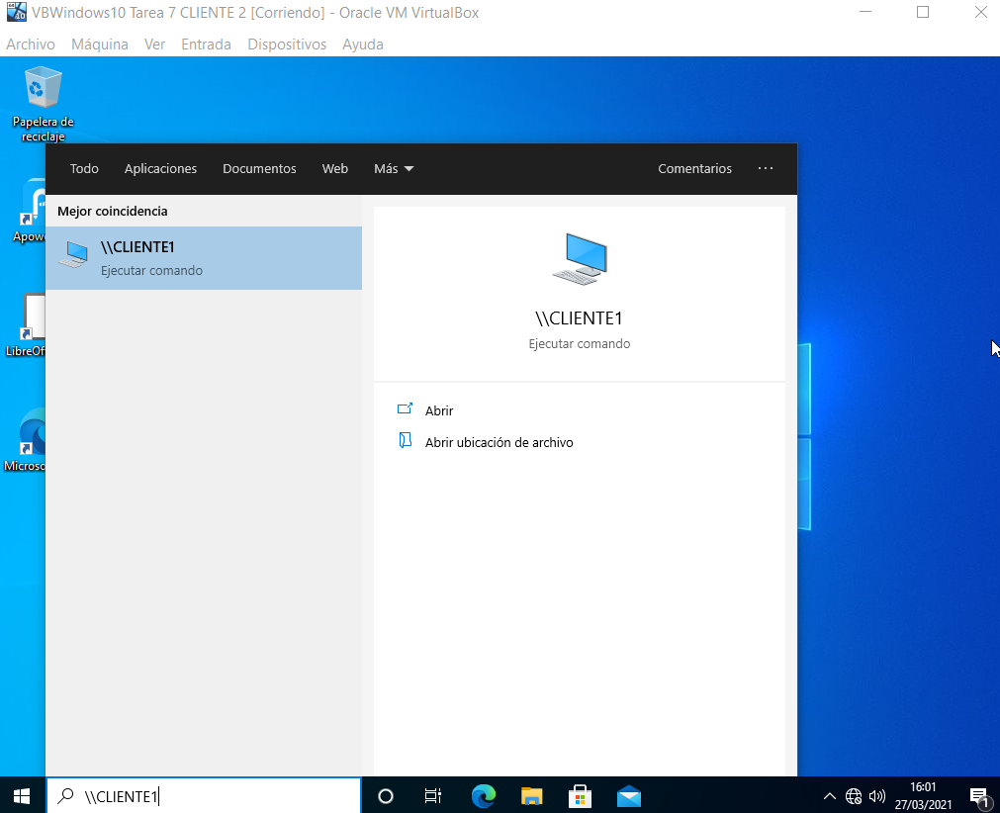 VBWindows10 Tarea 7 CLIENTE 2 [Corriendo] - Oracle VM VirtualBox
Archivo Máquina Ver Entrada Dispositivos Ayuda
Papelera de
reciclaje
Todo Aplicaciones Documentos Web Más Comentarios ...
Mejor coincidencia
\\CLIENTE1
Ejecutar comando
\\CLIENTE1
Ejecutar comando
Abrir
Abrir ubicación de archivo
Apowe
LibreOf
Microso
\\CLIENTE1
16:01
27/03/2021
1